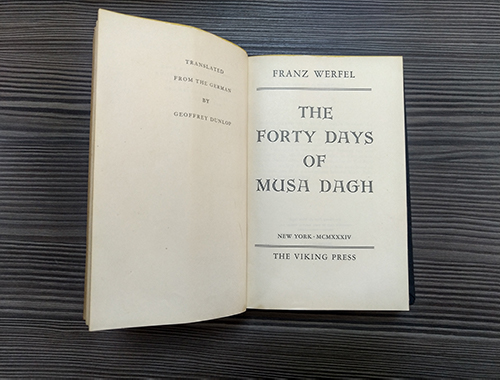 TRANSLATED
FROM THE GERMAN
BY
GEOFFREY DUNLOP
FRANZ WERFEL
THE
FORTY DAYS
OF
MUSA DAGH
NEW YORK · MCMXXXIV
THE VIKING PRESS